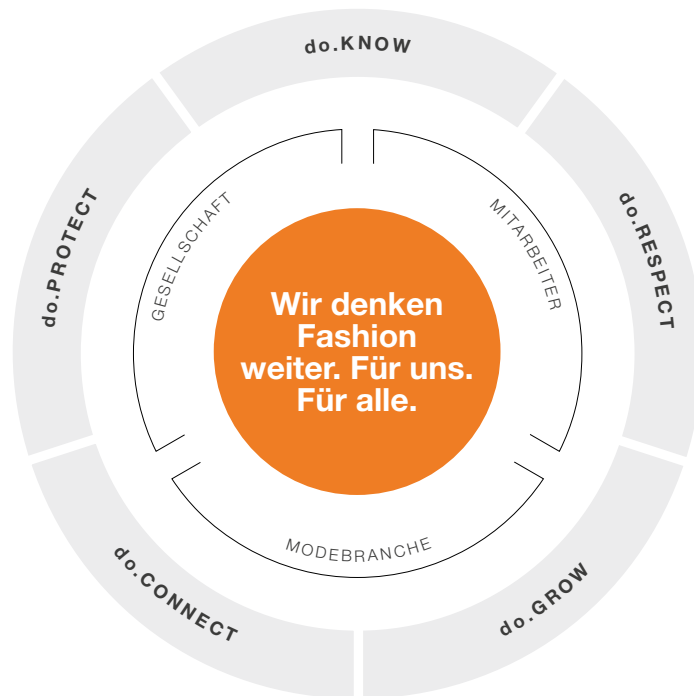 do.KNOW
do.RESPECT
do.GROW
do.CONNECT
do.PROTECT
GESELLSCHAFT
MITARBEITER
MODEBRANCHE
Wir denken
Fashion
weiter. Für uns.
Für alle.